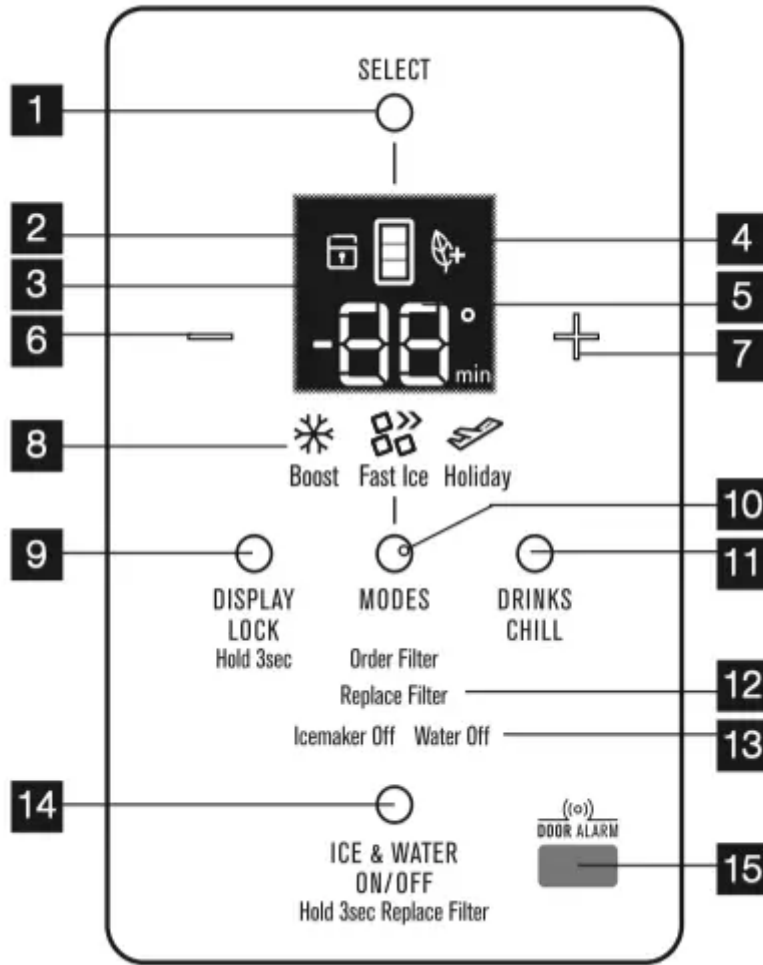 SELECT
1
2
3
4
5
6
7
-88°
min
8
Boost Fast Ice Holiday
9
10
11
DISPLAY LOCK
Hold 3sec
MODES
DRINKS CHILL
Order Filter
Replace Filter
12
Icemaker Off Water Off
13
14
((o))
DOOR ALARM
ICE & WATER
ON/OFF
Hold 3sec Replace Filter
15